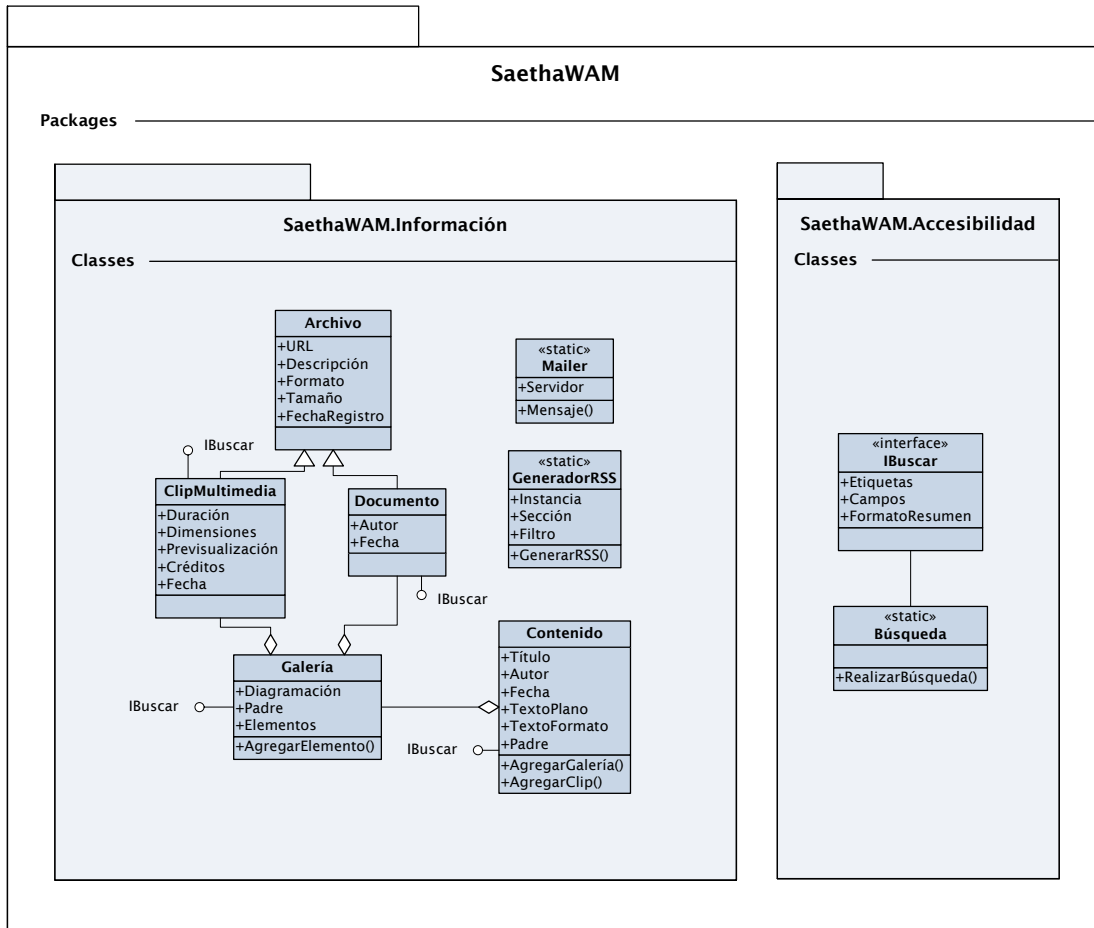 SaethaWAM
Packages
SaethaWAM.Información
Classes
Archivo
+URL
+Descripción
+Formato
+Tamaño
+FechaRegistro
«static»
Mailer
+Servidor
+Mensaje()
IBuscar
ClipMultimedia
+Duración
+Dimensiones
+Previsualización
+Créditos
+Fecha
Documento
+Autor
+Fecha
IBuscar
«static»
GeneradorRSS
+Instancia
+Sección
+Filtro
+GenerarRSS()
Galería
+Diagramación
+Padre
+Elementos
+AgregarElemento()
IBuscar
Contenido
+Título
+Autor
+Fecha
+TextoPlano
+TextoFormato
+Padre
+AgregarGalería()
+AgregarClip()
IBuscar
SaethaWAM.Accesibilidad
Classes
«interface»
IBuscar
+Etiquetas
+Campos
+FormatoResumen
«static»
Búsqueda
+RealizarBúsqueda()